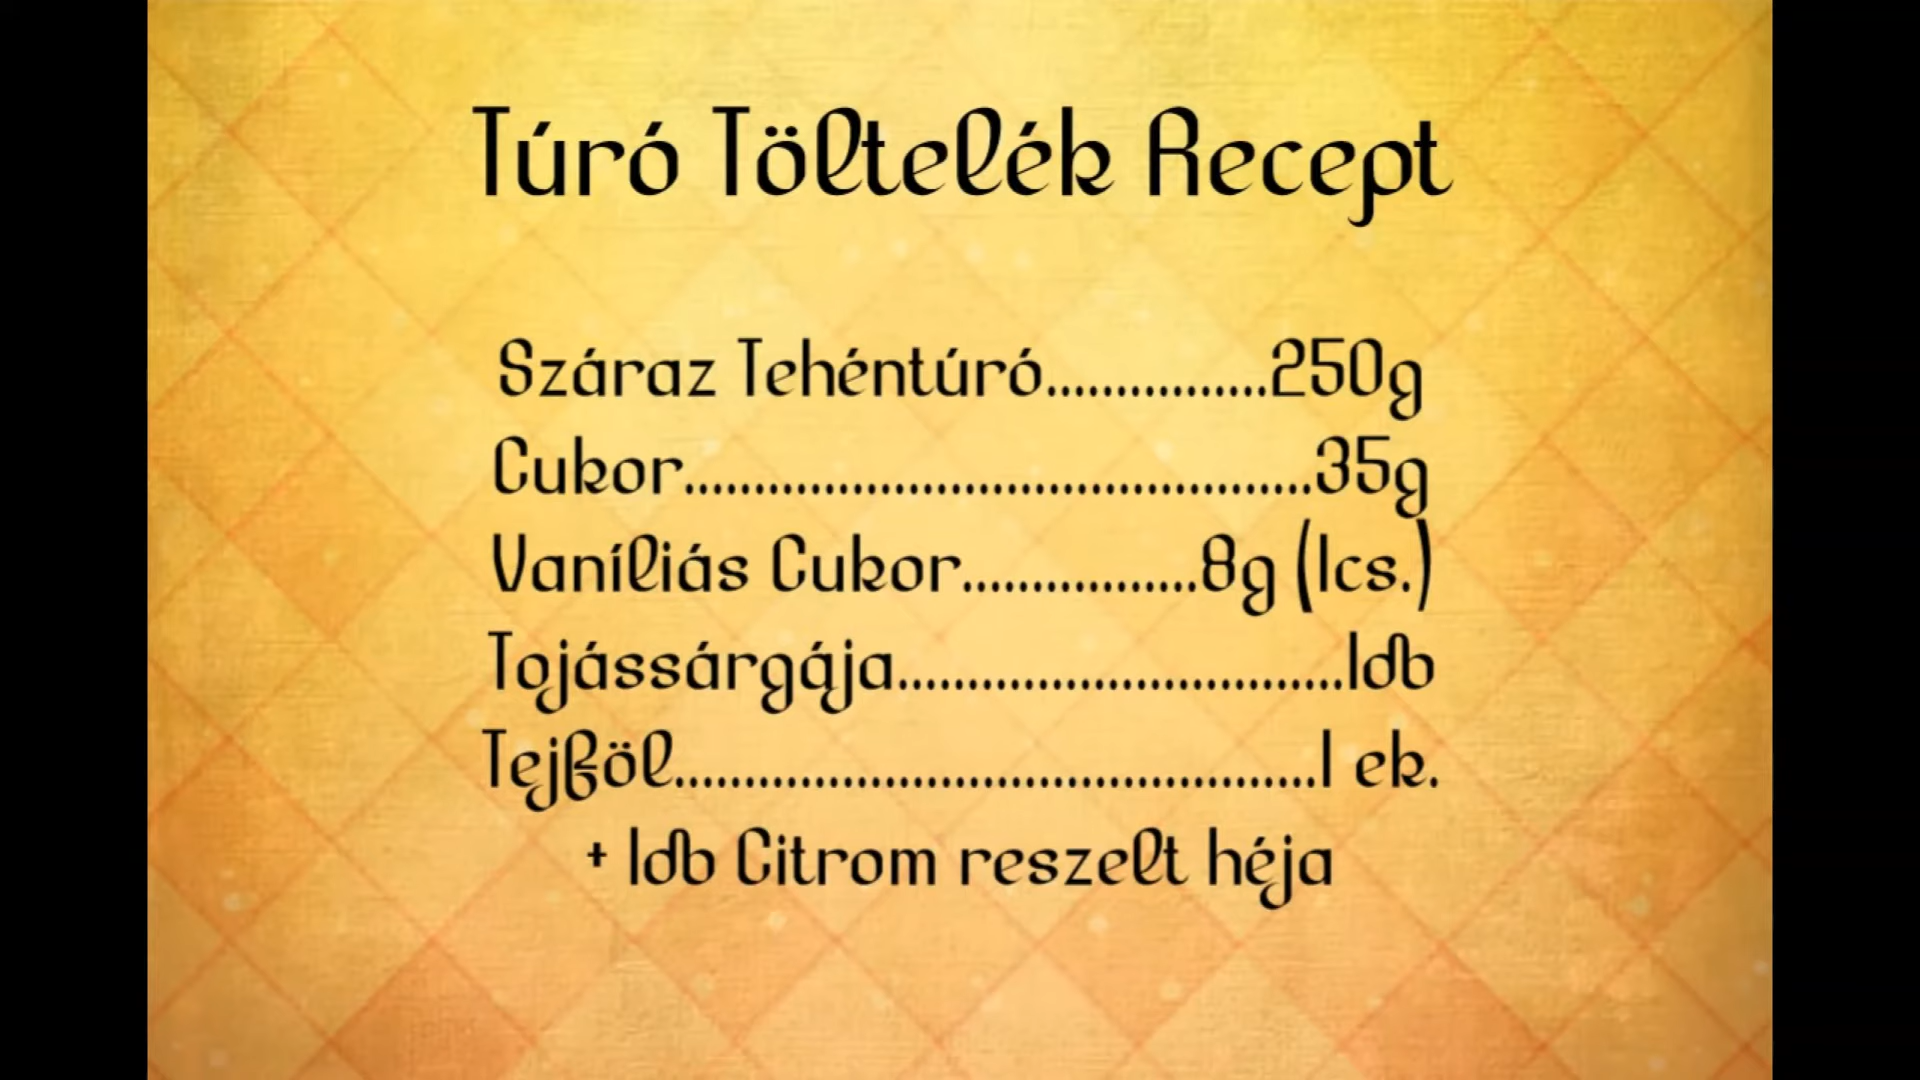 Túró Töltelék Recept
Száraz Tehéntúró................250g
Cukor.............................................35g
Vaníliás Cukor.................8g (1cs.)
Tojássárgája................................1db
Tejföl..............................................1 ek.
+ 1db Citrom reszelt héja